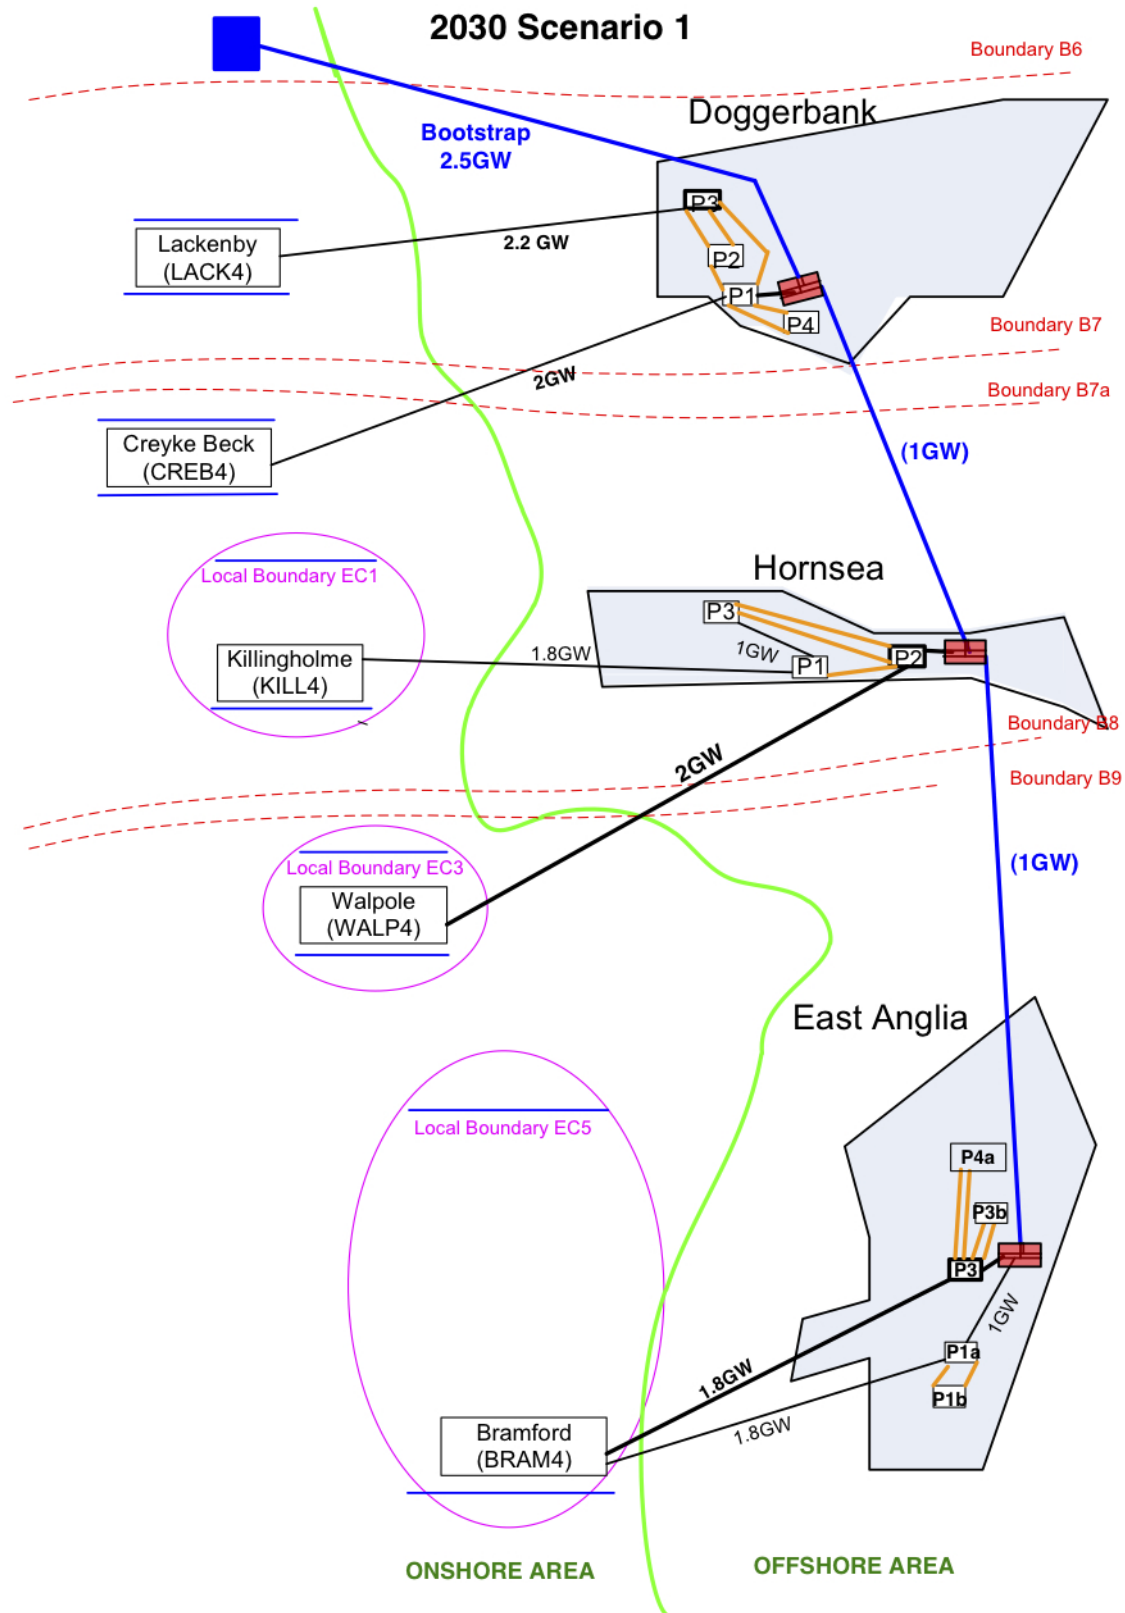 2030 Scenario 1
Boundary B6
Doggerbank
Bootstrap
2.5GW
P3
Lackenby
(LACK4)
2.2 GW
P2
P1
P4
Boundary B7
2GW
Boundary B7a
Creyke Beck
(CREB4)
(1GW)
Hornsea
Local Boundary EC1
P3
1GW
1.8GW
Killingholme
(KILL4)
P1
P2
Boundary B8
2GW
Boundary B9
Local Boundary EC3
(1GW)
Walpole
(WALP4)
East Anglia
Local Boundary EC5
P4a
P3b
P3
1GW
P1a
1.8GW
P1b
1.8GW
Bramford
(BRAM4)
ONSHORE AREA
OFFSHORE AREA